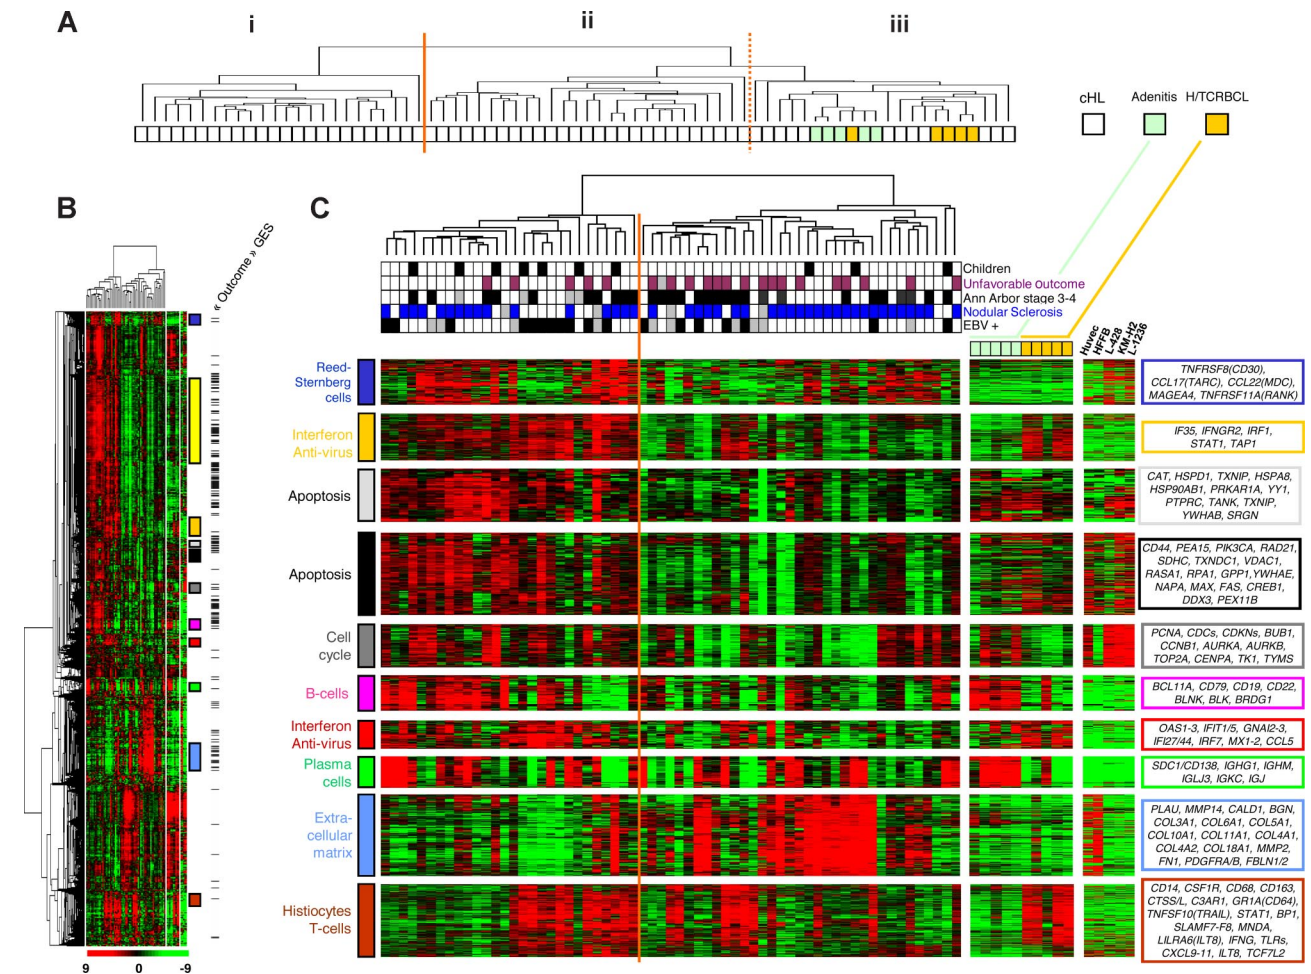 A
i
ii
iii
cHL
Adenitis
H/TCRBCL
B
« Outcome » GES
9
0
-9
C
Children
Unfavorable outcome
Ann Arbor stage 3-4
Nodular Sclerosis
EBV +
Huvec
HFFB
L-428
KM-H2
L-1236
Reed-
Sternberg
cells
TNFRSF8(CD30),
CCL17(TARC), CCL22(MDC),
MAGEA4, TNFRSF11A(RANK)
Interferon
Anti-virus
IF35, IFNGR2, IRF1,
STAT1, TAP1
Apoptosis
CAT, HSPD1, TXNIP, HSPA8,
HSP90AB1, PRKAR1A, YY1,
PTPRC, TANK, TXNIP,
YWHAB, SRGN
Apoptosis
CD44, PEA15, PIK3CA, RAD21,
SDHC, TXNDC1, VDAC1,
RASA1, RPA1, GPP1,YWHAE,
NAPA, MAX, FAS, CREB1,
DDX3, PEX11B
Cell
cycle
PCNA, CDCs, CDKNs, BUB1,
CCNB1, AURKA, AURKB,
TOP2A, CENPA, TK1, TYMS
B-cells
BCL11A, CD79, CD19, CD22,
BLNK, BLK, BRDG1
Interferon
Anti-virus
OAS1-3, IFIT1/5, GNAI2-3,
IFI27/44, IRF7, MX1-2, CCL5
Plasma
cells
SDC1/CD138, IGHG1, IGHM,
IGLJ3, IGKC, IGJ
Extra-
cellular
matrix
PLAU, MMP14, CALD1, BGN,
COL3A1, COL6A1, COL5A1,
COL10A1, COL11A1, COL4A1,
COL4A2, COL18A1, MMP2,
FN1, PDGFRA/B, FBLN1/2
Histiocytes
T-cells
CD14, CSF1R, CD68, CD163,
CTSS/L, C3AR1, GR1A(CD64),
TNFSF10(TRAIL), STAT1, BP1,
SLAMF7-F8, MNDA,
LILRA6(ILT8), IFNG, TLRs,
CXCL9-11, ILT8, TCF7L2